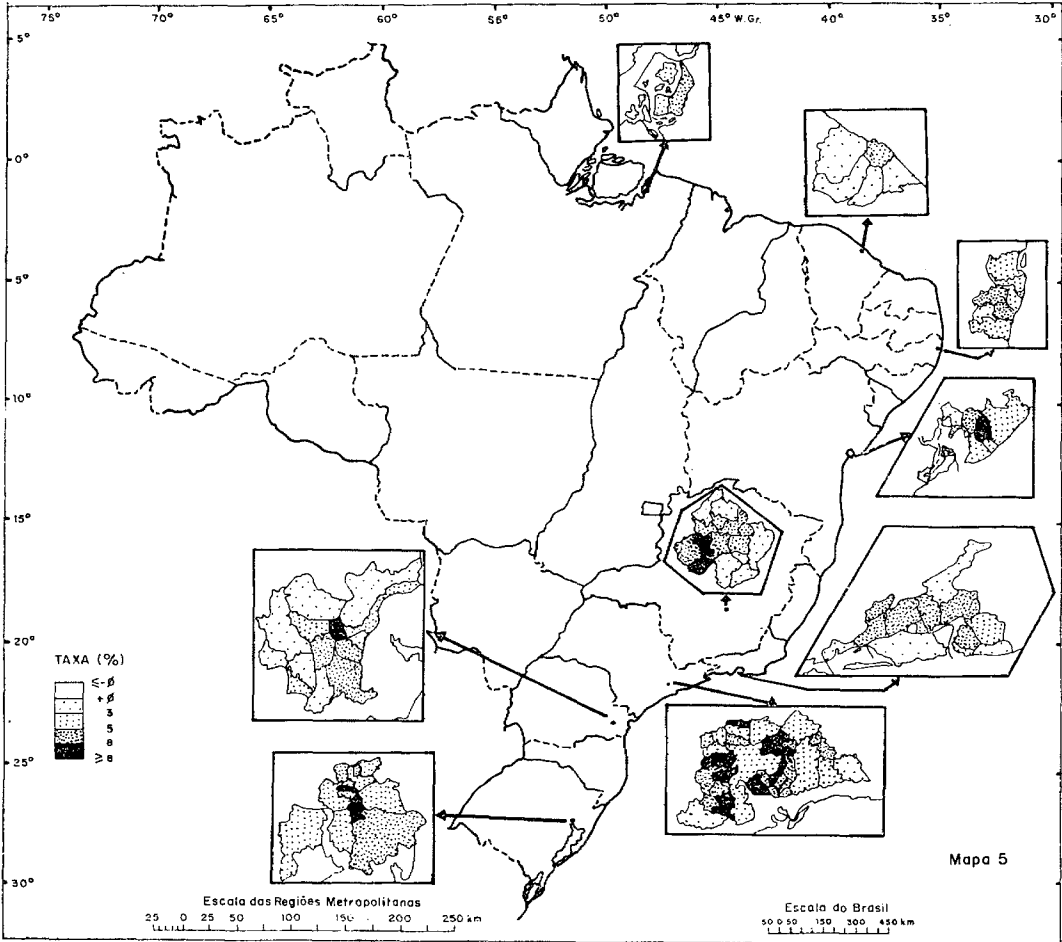 75° 70° 65° 60° 55° 50° 45° W.Gr. 40° 35° 30°
5°
0°
5°
10°
15°
20°
25°
30°
TAXA (%)
≤-ø
+ø
3
5
8
≥ 8
Mapa 5
Escala das Regiões Metropolitanas
25 0 25 50 100 150 200 250 km
Escala do Brasil
50 0 50 150 300 450 km